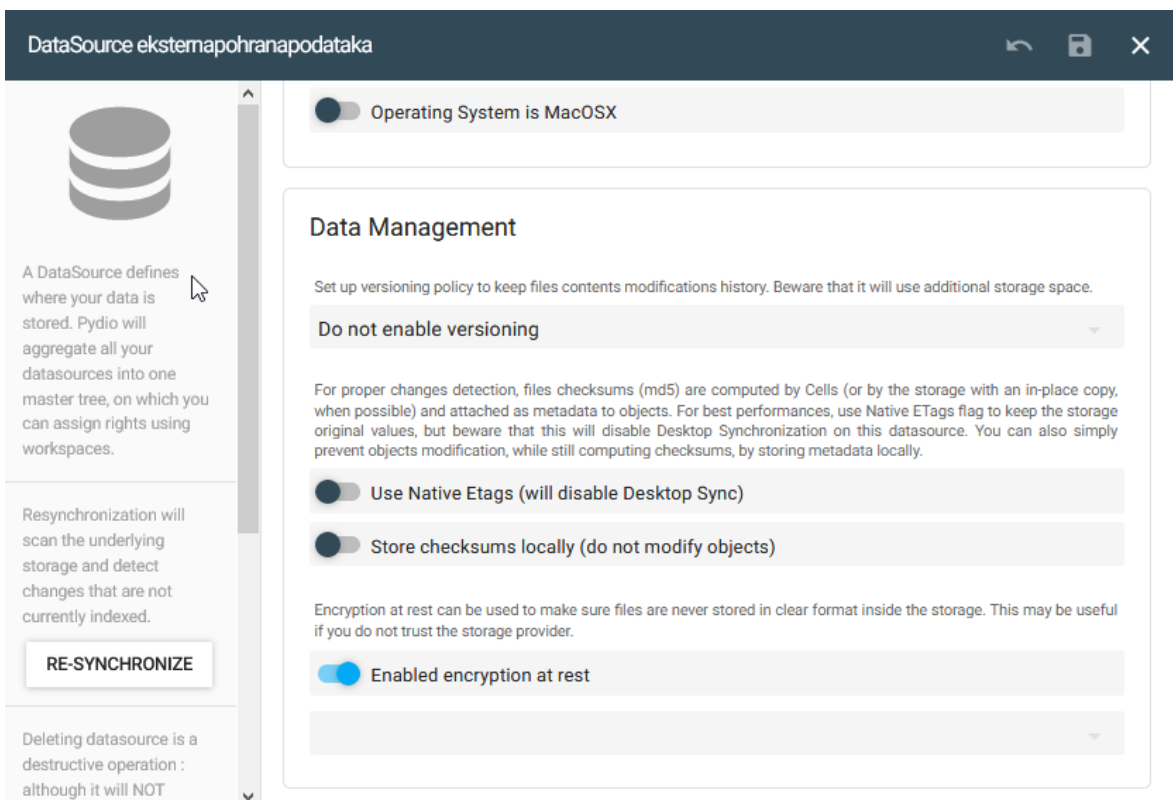 DataSource eksternapohranapodataka
A DataSource defines
where your data is
stored. Pydio will
aggregate all your
datasources into one
master tree, on which you
can assign rights using
workspaces.
Resynchronization will
scan the underlying
storage and detect
changes that are not
currently indexed.
RE-SYNCHRONIZE
Deleting datasource is a
destructive operation :
although it will NOT
Operating System is MacOSX
Data Management
Set up versioning policy to keep files contents modifications history. Beware that it will use additional storage space.
Do not enable versioning
For proper changes detection, files checksums (md5) are computed by Cells (or by the storage with an in-place copy,
when possible) and attached as metadata to objects. For best performances, use Native ETags flag to keep the storage
original values, but beware that this will disable Desktop Synchronization on this datasource. You can also simply
prevent objects modification, while still computing checksums, by storing metadata locally.
Use Native Etags (will disable Desktop Sync)
Store checksums locally (do not modify objects)
Encryption at rest can be used to make sure files are never stored in clear format inside the storage. This may be useful
if you do not trust the storage provider.
Enabled encryption at rest